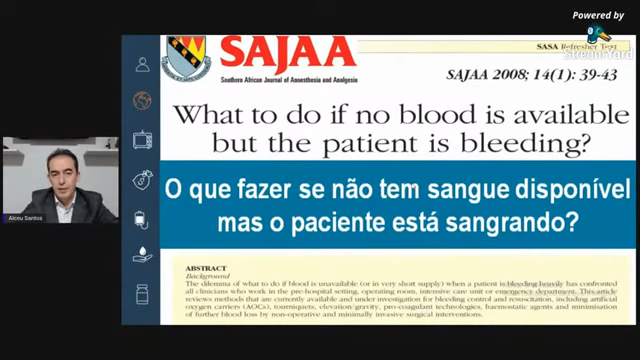 Powered by
StreamYard
SAJAA
Southern African Journal of Anaesthesia and Analgesia
SASA Refresher Text
SAJAA 2008; 14(1): 39-43
What to do if no blood is available
but the patient is bleeding?
O que fazer se não tem sangue disponível
mas o paciente está sangrando?
Alceu Santos
ABSTRACT
Background
The dilemma of what to do if blood is unavailable (or in very short supply) when a patient is bleeding heavily has confronted
all clinicians who work in the pre-hospital setting, operating room, intensive care unit or emergency department. This article
reviews methods that are currently available and under investigation for bleeding control and resuscitation, including artificial
oxygen carriers (AOCs), tourniquets, elevation/gravity, pro-coagulant technologies, haemostatic agents and minimisation
of further blood loss by non-operative and minimally invasive surgical interventions.